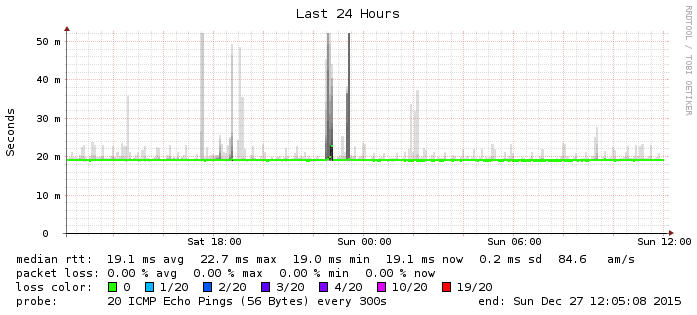 Last 24 Hours
RRDTOOL / TOBI OETIKER
Seconds
50 m
40 m
30 m
20 m
10 m
0
Sat 18:00 Sun 00:00 Sun 06:00 Sun 12:00
median rtt: 19.1 ms avg 22.7 ms max 19.0 ms min 19.1 ms now 0.2 ms sd 84.6 am/s
packet loss: 0.00 % avg 0.00 % max 0.00 % min 0.00 % now
loss color: 0 1/20 2/20 3/20 4/20 10/20 19/20
probe: 20 ICMP Echo Pings (56 Bytes) every 300s end: Sun Dec 27 12:05:08 2015